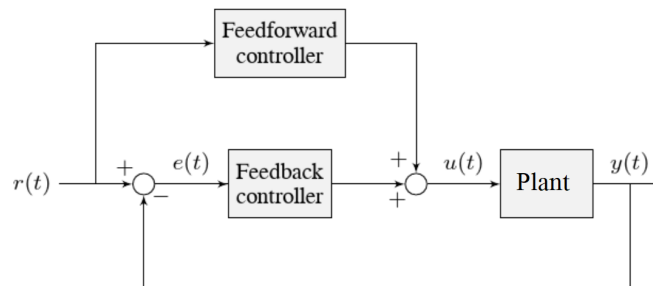 Feedforward
controller
+
r(t)
+
−
e(t)
Feedback
controller
+
+
u(t)
Plant
y(t)